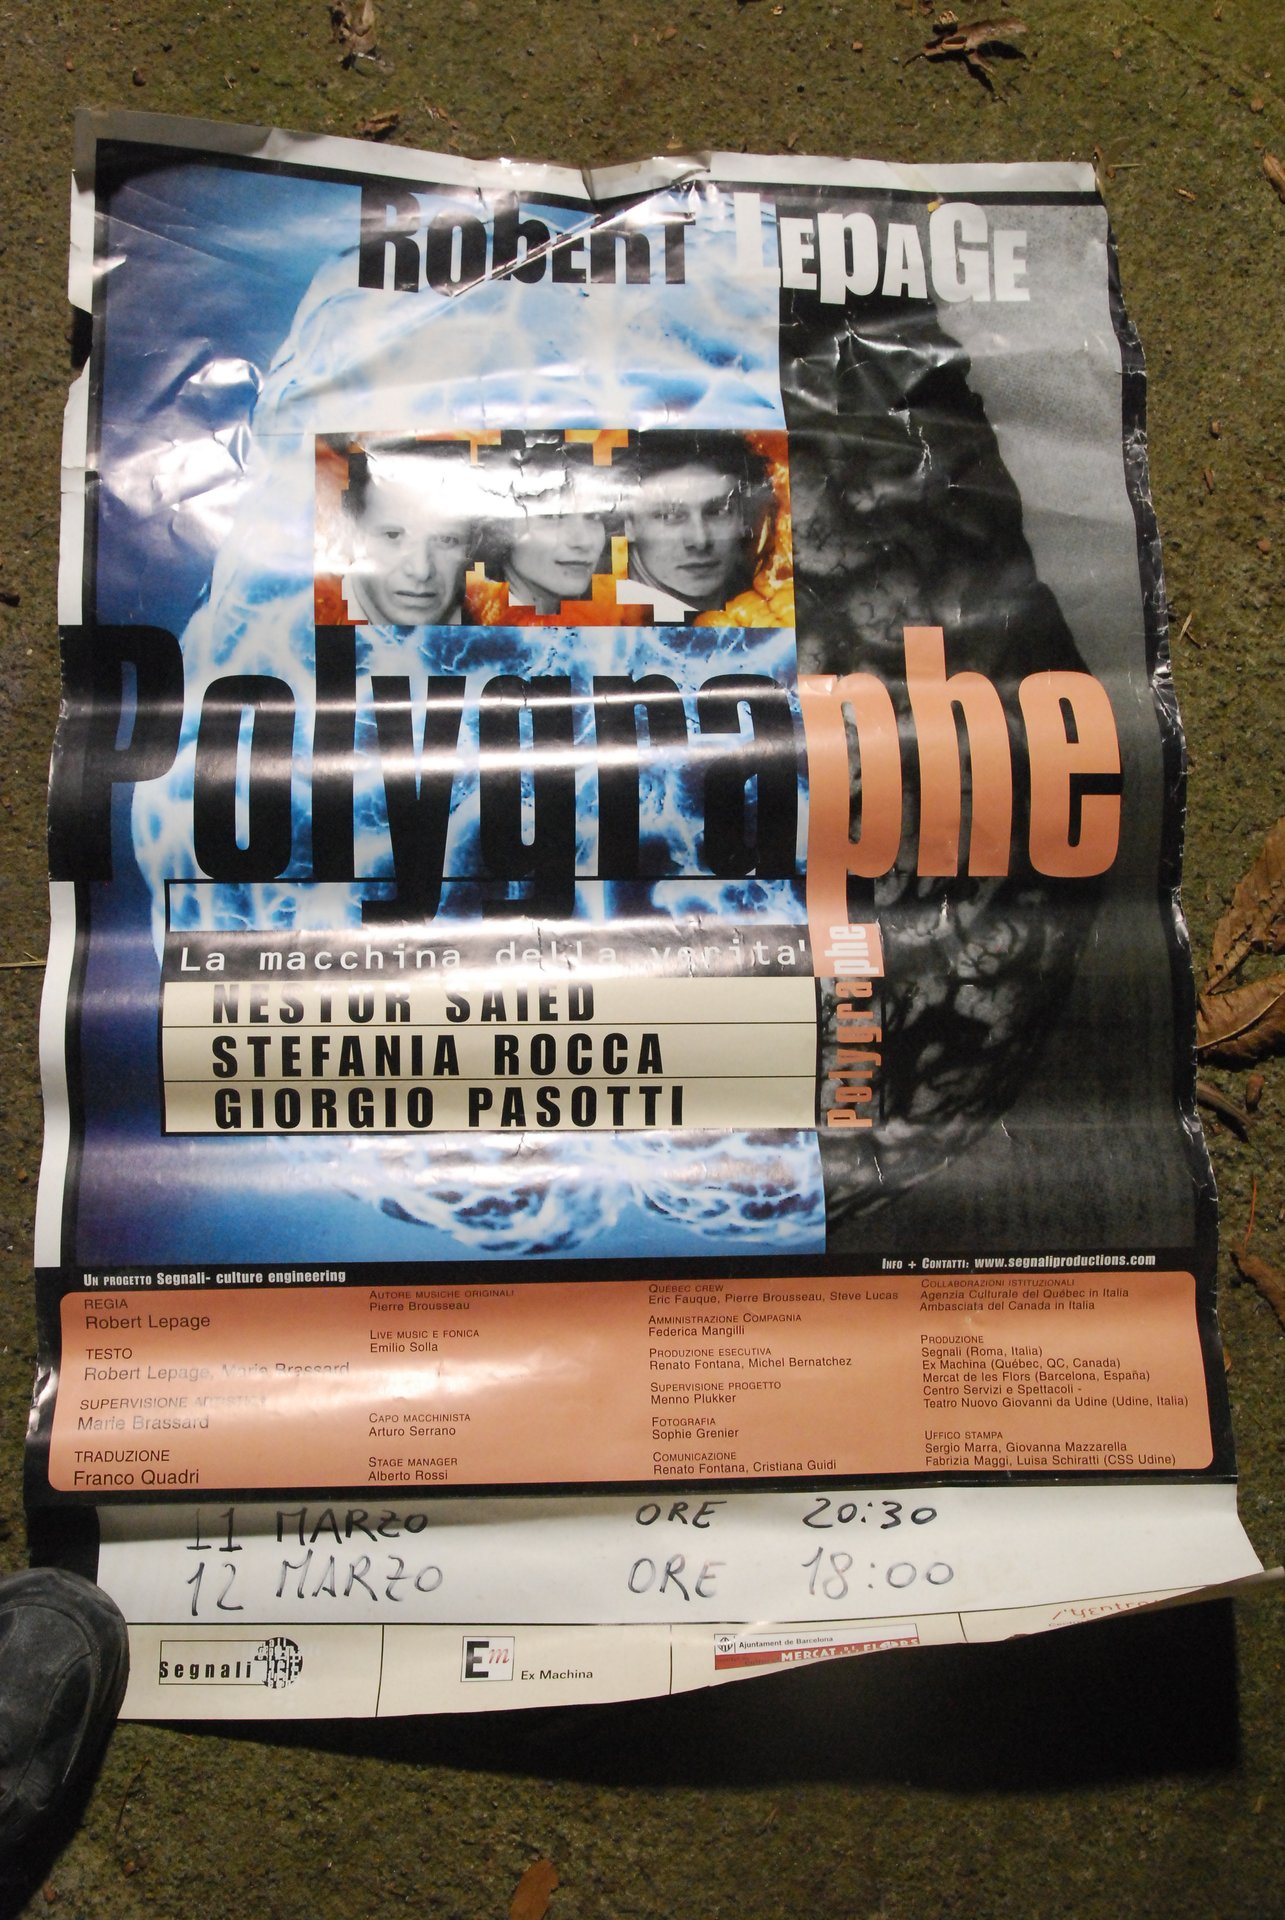 Robert Lepage
Polygraphe
La macchina della verita'
NESTOR SAIED
STEFANIA ROCCA
GIORGIO PASOTTI
Polygraphe
Un progetto Segnali- culture engineering
Info + Contatti: www.segnaliproductions.com
REGIA
Robert Lepage
TESTO
Robert Lepage, Marie Brassard
SUPERVISIONE ARTISTICA
Marie Brassard
TRADUZIONE
Franco Quadri
Autore musiche originali
Pierre Brousseau
Live music e fonica
Emilio Solla
Capo macchinista
Arturo Serrano
Stage manager
Alberto Rossi
Québec crew
Eric Fauque, Pierre Brousseau, Steve Lucas
Amministrazione Compagnia
Federica Mangilli
Produzione esecutiva
Renato Fontana, Michel Bernatchez
Supervisione progetto
Menno Plukker
Fotografia
Sophie Grenier
Comunicazione
Renato Fontana, Cristiana Guidi
Collaborazioni istituzionali
Agenzia Culturale del Québec in Italia
Ambasciata del Canada in Italia
Produzione
Segnali (Roma, Italia)
Ex Machina (Québec, QC, Canada)
Mercat de les Flors (Barcelona, España)
Centro Servizi e Spettacoli -
Teatro Nuovo Giovanni da Udine (Udine, Italia)
Uffico stampa
Sergio Marra, Giovanna Mazzarella
Fabrizia Maggi, Luisa Schiratti (CSS Udine)
11 MARZO ORE 20:30
12 MARZO ORE 18:00
Segnali
Em Ex Machina
Ajuntament de Barcelona
MERCAT FLORS